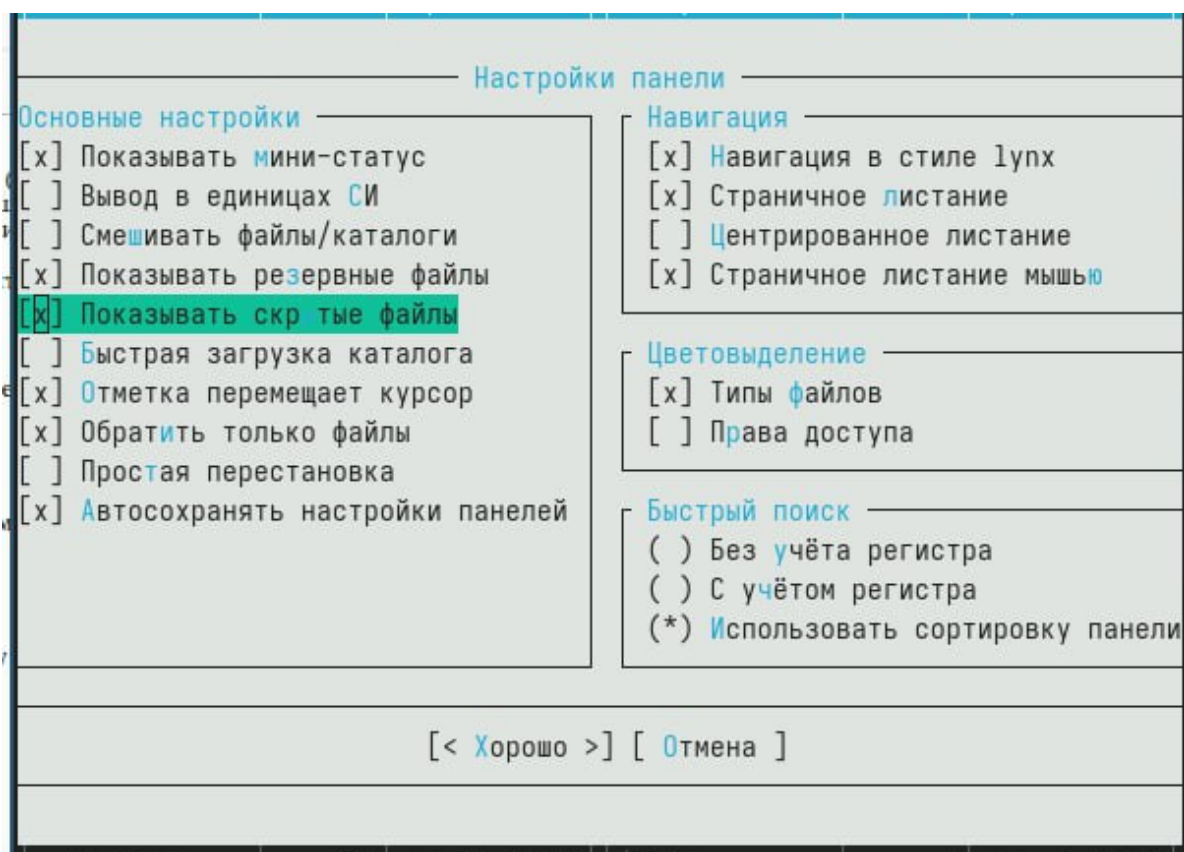 Настройки панели
Основные настройки
[x] Показывать мини-статус
[ ] Вывод в единицах СИ
[ ] Смешивать файлы/каталоги
[x] Показывать резервные файлы
[x] Показывать скр тые файлы
[ ] Быстрая загрузка каталога
[x] Отметка перемещает курсор
[x] Обратить только файлы
[ ] Простая перестановка
[x] Автосохранять настройки панелей
Навигация
[x] Навигация в стиле lynx
[x] Страничное листание
[ ] Центрированное листание
[x] Страничное листание мышью
Цветовыделение
[x] Типы файлов
[ ] Права доступа
Быстрый поиск
( ) Без учёта регистра
( ) С учётом регистра
(*) Использовать сортировку панели
[< Хорошо >] [ Отмена ]